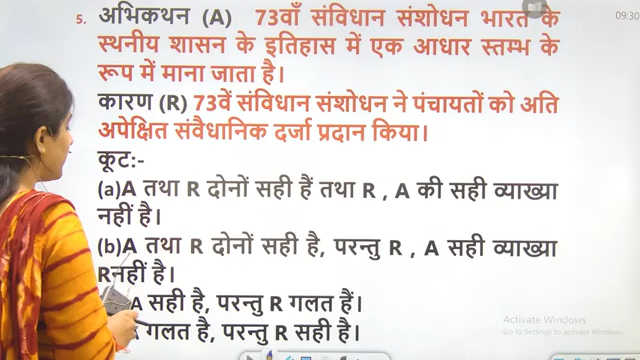 09:30
5. अभिकथन (A) 73वाँ संविधान संशोधन भारत के
स्थनीय शासन के इतिहास में एक आधार स्तम्भ के
रूप में माना जाता है।
कारण (R) 73वें संविधान संशोधन ने पंचायतों को अति
अपेक्षित संवैधानिक दर्जा प्रदान किया।
कूटः-
(a)A तथा R दोनों सही हैं तथा R , A की सही व्याख्या
नहीं है।
(b)A तथा R दोनों सही है, परन्तु R , A सही व्याख्या
Rनहीं है।
A सही है, परन्तु R गलत हैं।
गलत है, परन्तु R सही है।
Activate Windows
Go to Settings to activate Windows.